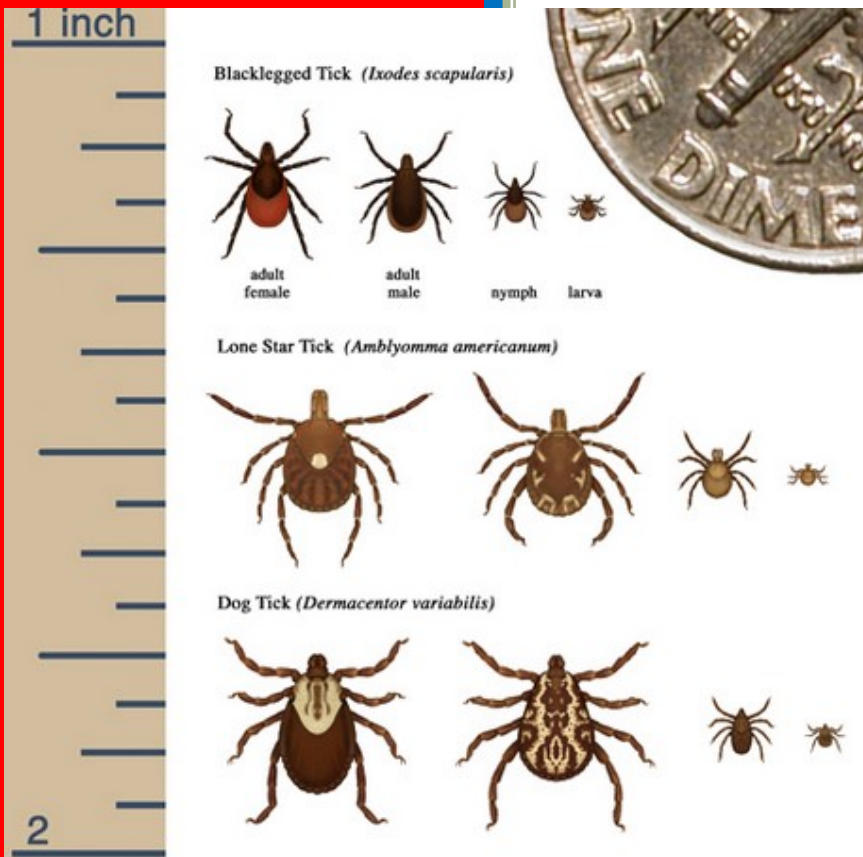 1 inch
Blacklegged Tick (Ixodes scapularis)
ONE DIME
adult
female
adult
male
nymph
larva
Lone Star Tick (Amblyomma americanum)
Dog Tick (Dermacentor variabilis)
2